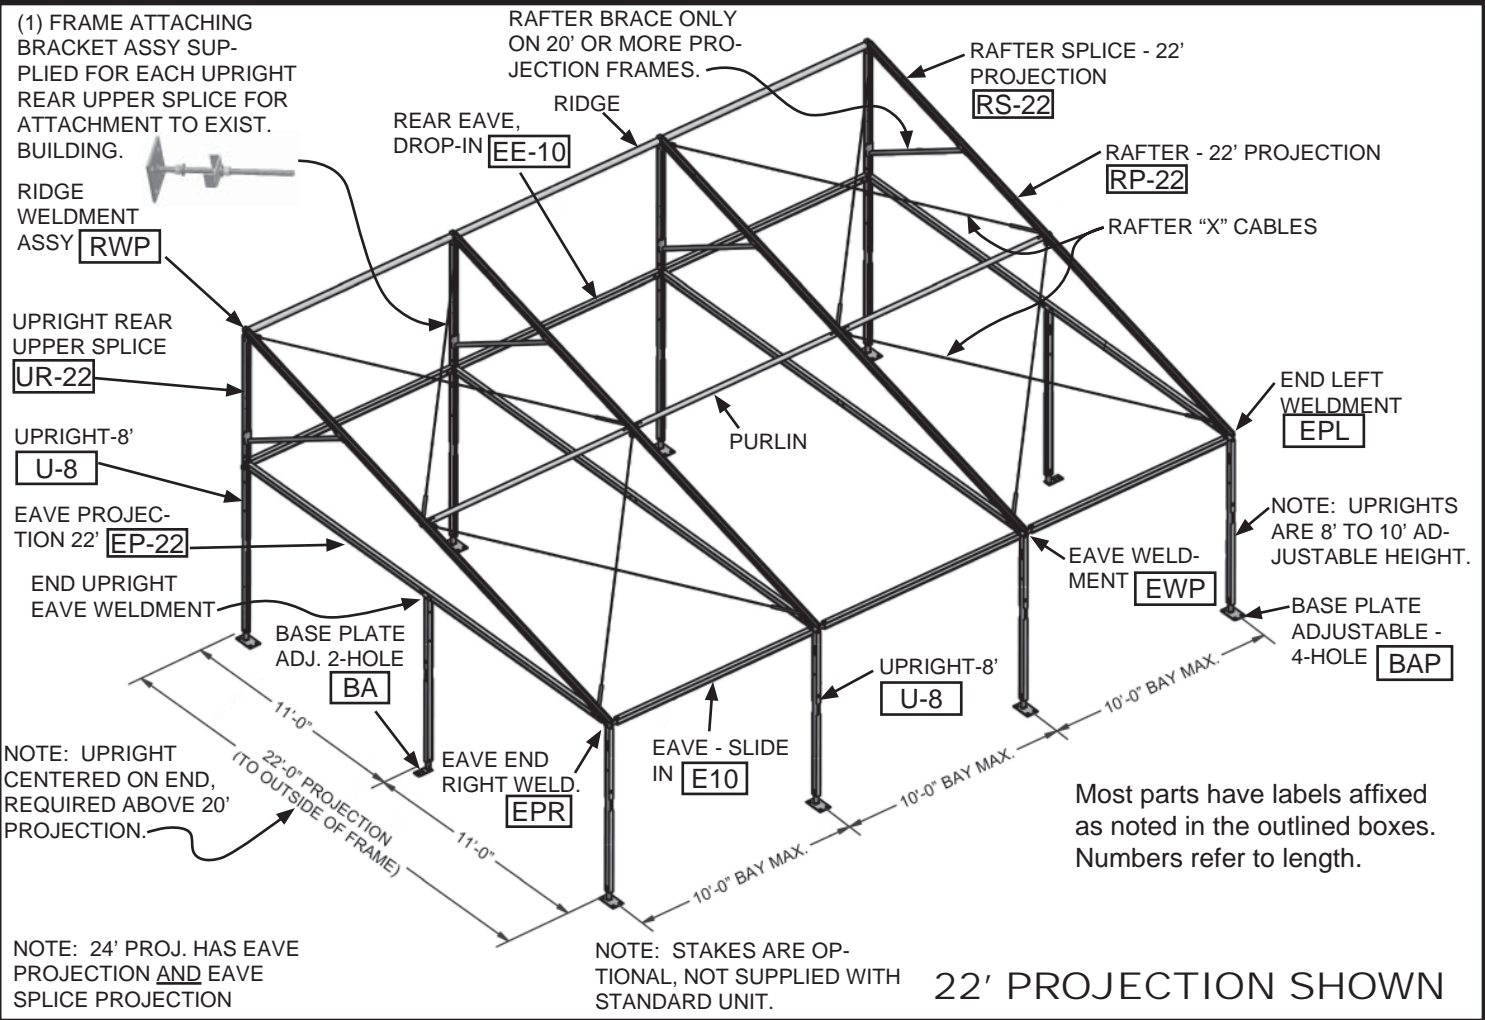 (1) FRAME ATTACHING
BRACKET ASSY SUP-
PLIED FOR EACH UPRIGHT
REAR UPPER SPLICE FOR
ATTACHMENT TO EXIST.
BUILDING.
RAFTER BRACE ONLY
ON 20' OR MORE PRO-
JECTION FRAMES.
RAFTER SPLICE - 22'
PROJECTION
RS-22
RIDGE
REAR EAVE,
DROP-IN EE-10
RAFTER - 22' PROJECTION
RP-22
RIDGE
WELDMENT
ASSY RWP
RAFTER “X” CABLES
UPRIGHT REAR
UPPER SPLICE
UR-22
END LEFT
WELDMENT
EPL
UPRIGHT-8'
U-8
PURLIN
EAVE PROJEC-
TION 22' EP-22
NOTE: UPRIGHTS
ARE 8' TO 10' AD-
JUSTABLE HEIGHT.
EAVE WELD-
MENT EWP
END UPRIGHT
EAVE WELDMENT
BASE PLATE
ADJUSTABLE -
4-HOLE BAP
BASE PLATE
ADJ. 2-HOLE
BA
UPRIGHT-8'
U-8
11'-0"
22'-0" PROJECTION
(TO OUTSIDE OF FRAME)
11'-0"
10'-0" BAY MAX.
10'-0" BAY MAX.
10'-0" BAY MAX.
NOTE: UPRIGHT
CENTERED ON END,
REQUIRED ABOVE 20'
PROJECTION.
EAVE END
RIGHT WELD.
EPR
EAVE - SLIDE
IN E10
Most parts have labels affixed
as noted in the outlined boxes.
Numbers refer to length.
NOTE: 24' PROJ. HAS EAVE
PROJECTION AND EAVE
SPLICE PROJECTION
NOTE: STAKES ARE OP-
TIONAL, NOT SUPPLIED WITH
STANDARD UNIT.
22' PROJECTION SHOWN